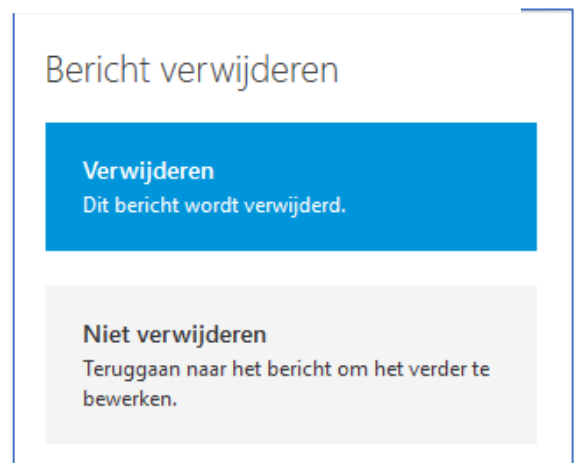 Bericht verwijderen
Verwijderen
Dit bericht wordt verwijderd.
Niet verwijderen
Teruggaan naar het bericht om het verder te
bewerken.